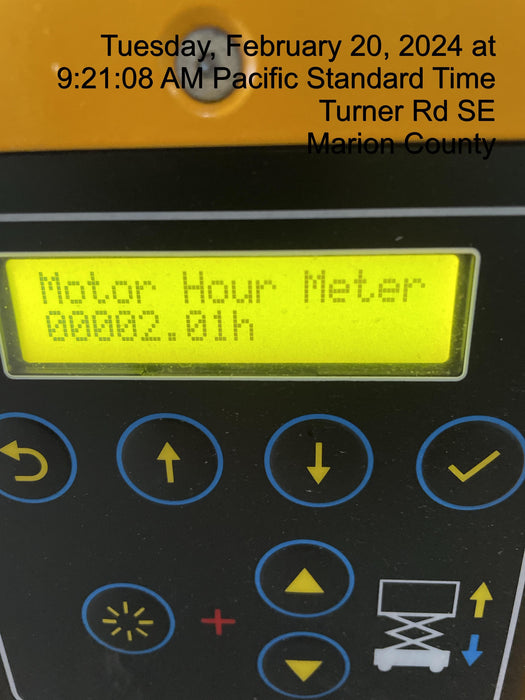 Tuesday, February 20, 2024 at
9:21:08 AM Pacific Standard Time
Turner Rd SE
Marion County
Motor Hour Meter
00002.01h